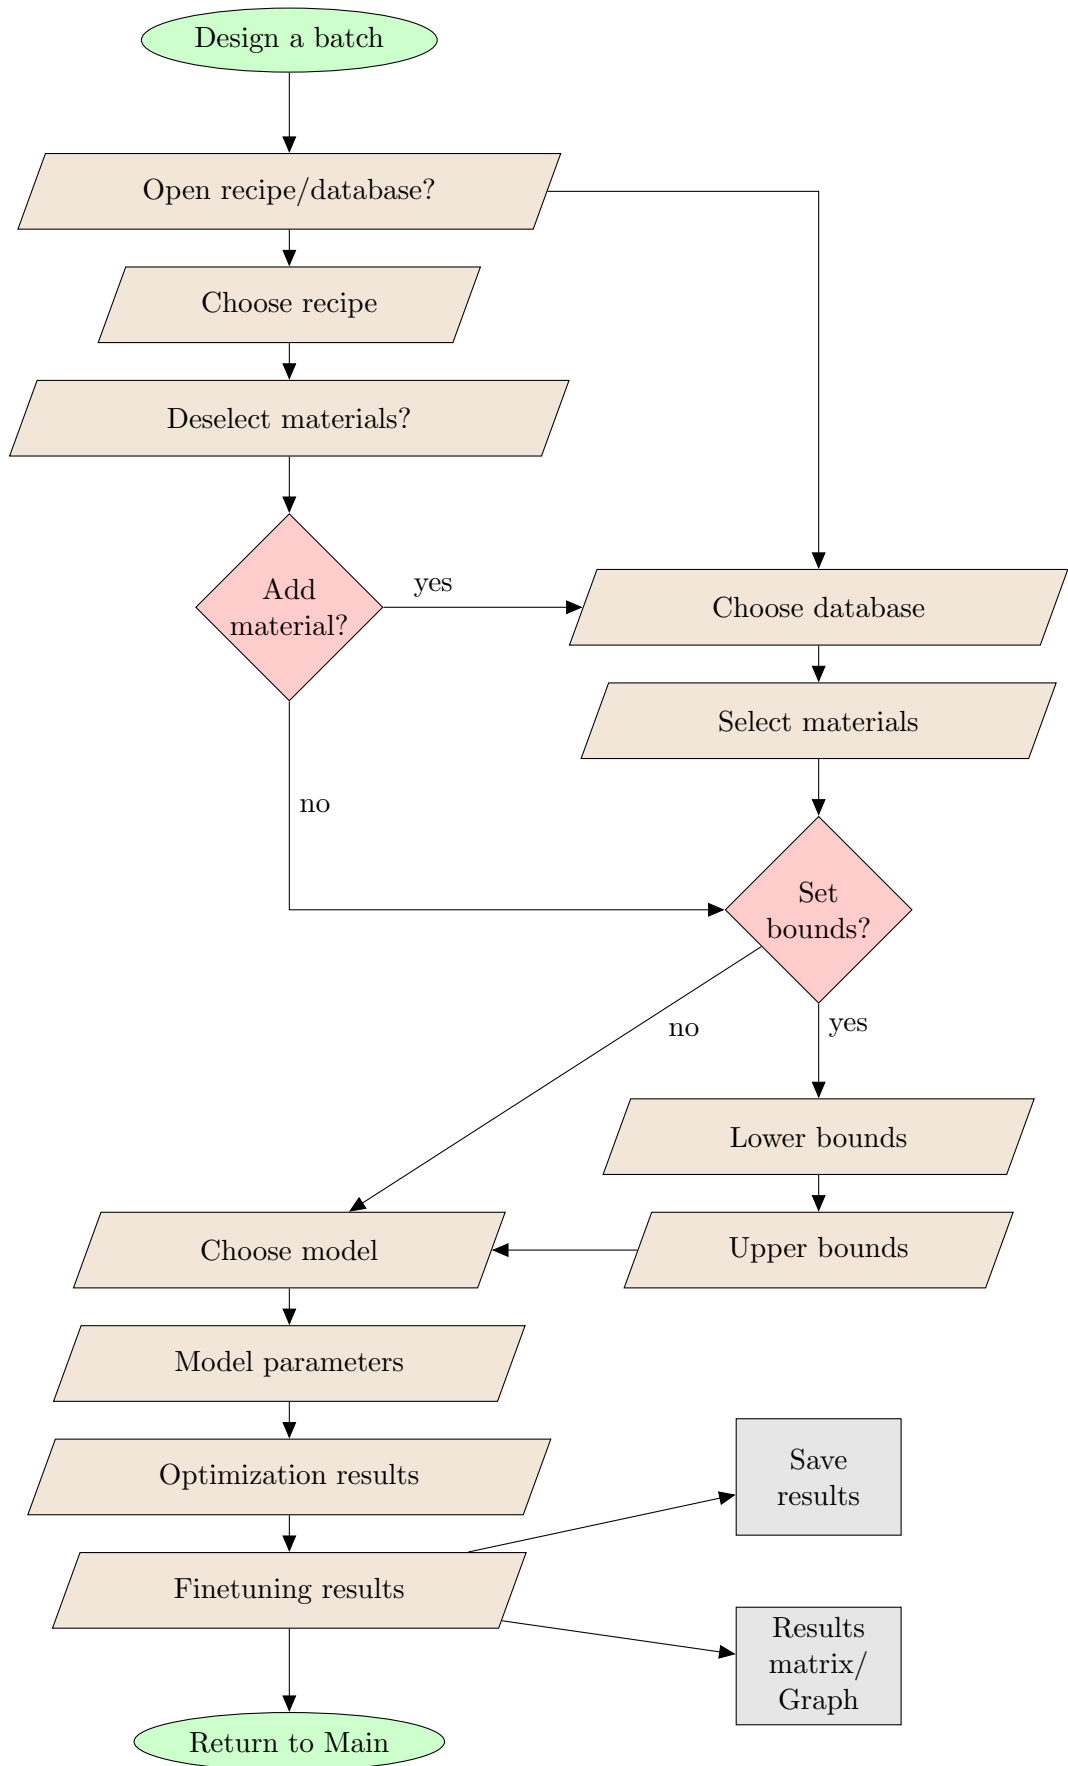 Design a batch
Open recipe/database?
Choose recipe
Deselect materials?
Add
material?
yes
Choose database
Select materials
no
Set
bounds?
no
yes
Lower bounds
Choose model
Upper bounds
Model parameters
Optimization results
Save
results
Finetuning results
Results
matrix/
Graph
Return to Main